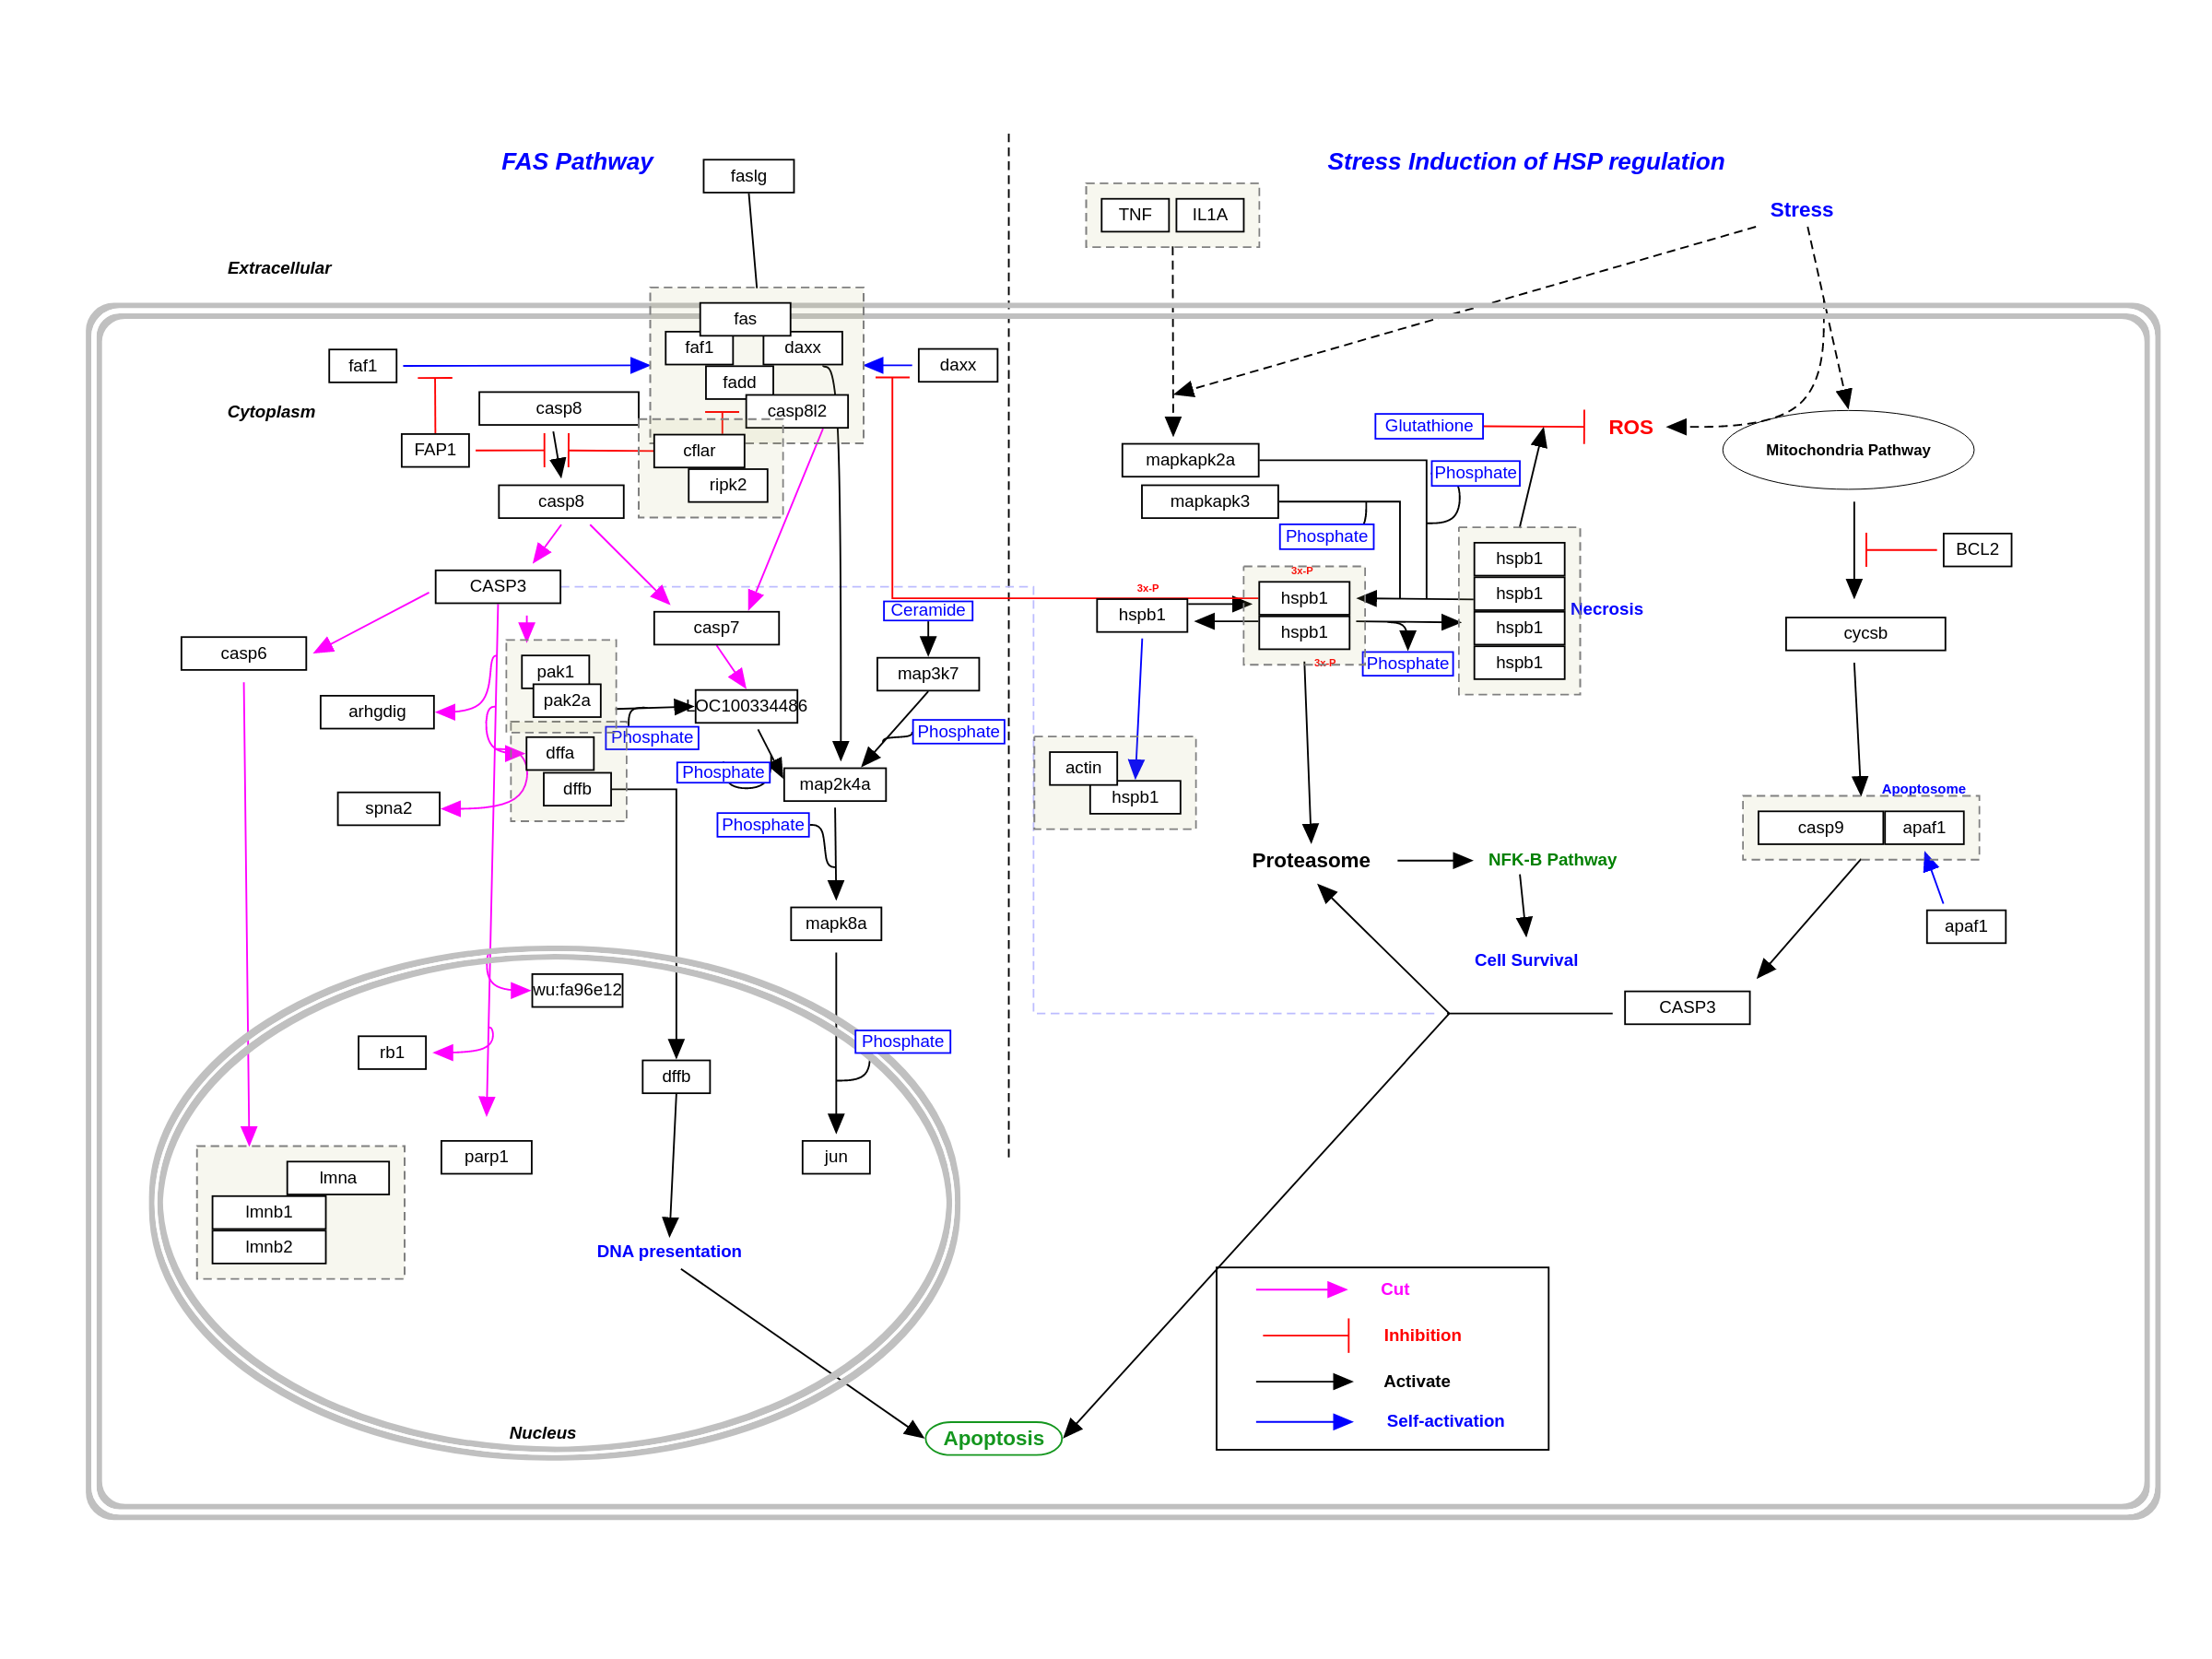 FAS Pathway
Stress Induction of HSP regulation
faslg
TNF
IL1A
Stress
Extracellular
fas
faf1
daxx
faf1
daxx
fadd
casp8
casp8l2
Cytoplasm
Glutathione
ROS
FAP1
cflar
Mitochondria Pathway
mapkapk2a
Phosphate
ripk2
casp8
mapkapk3
Phosphate
BCL2
hspb1
3x-P
CASP3
3x-P
hspb1
hspb1
Ceramide
Necrosis
hspb1
casp7
hspb1
hspb1
cycsb
casp6
3x-P
Phosphate
hspb1
pak1
map3k7
pak2a
LOC100334486
arhgdig
Phosphate
Phosphate
dffa
actin
Phosphate
map2k4a
dffb
hspb1
Apoptosome
spna2
Phosphate
casp9
apaf1
Proteasome
NFK-B Pathway
mapk8a
apaf1
Cell Survival
wu:fa96e12
CASP3
Phosphate
rb1
dffb
parp1
jun
lmna
lmnb1
lmnb2
DNA presentation
Cut
Inhibition
Activate
Self-activation
Nucleus
Apoptosis